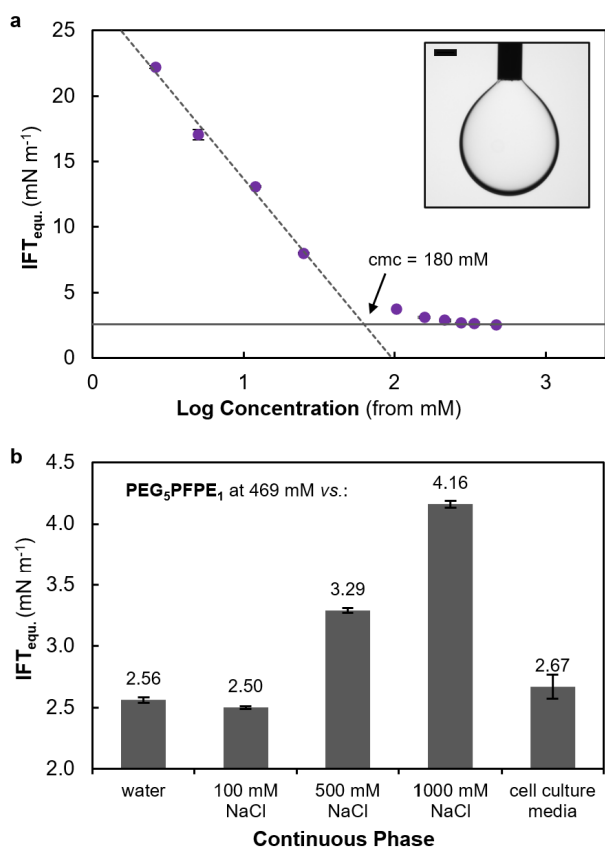 a
25
20
15
10
5
0
IFTequ. (mN m-1)
cmc = 180 mM
0 1 2 3
Log Concentration (from mM)
b
4.5
4.0
3.5
3.0
2.5
2.0
IFTequ. (mN m-1)
PEG5PFPE1 at 469 mM vs.:
2.56
2.50
3.29
4.16
2.67
water
100 mM
NaCl
500 mM
NaCl
1000 mM
NaCl
cell culture
media
Continuous Phase